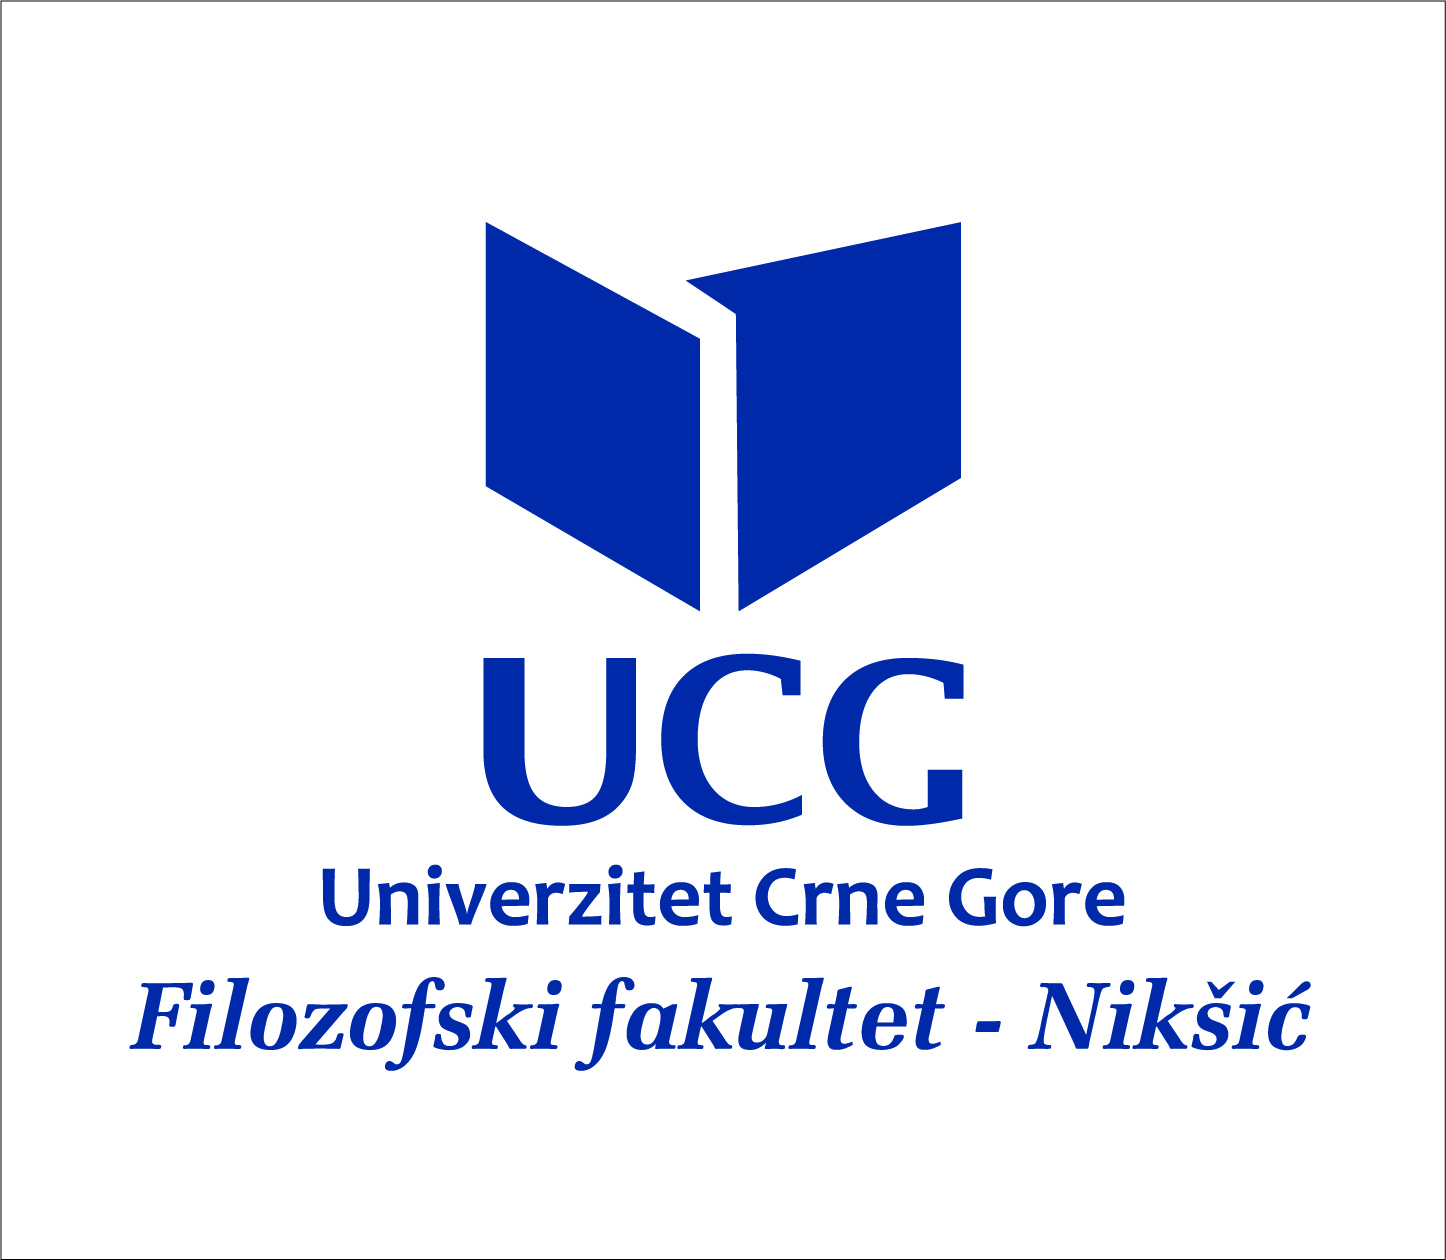 UCG
Univerzitet Crne Gore
Filozofski fakultet - Nikšić